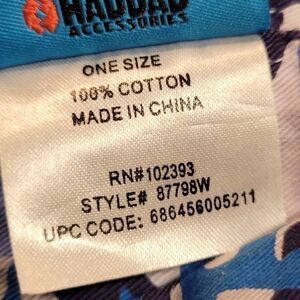 HADDAD
ACCESSORIES
ONE SIZE
100% COTTON
MADE IN CHINA
RN#102393
STYLE# 87798W
UPC CODE: 686456005211